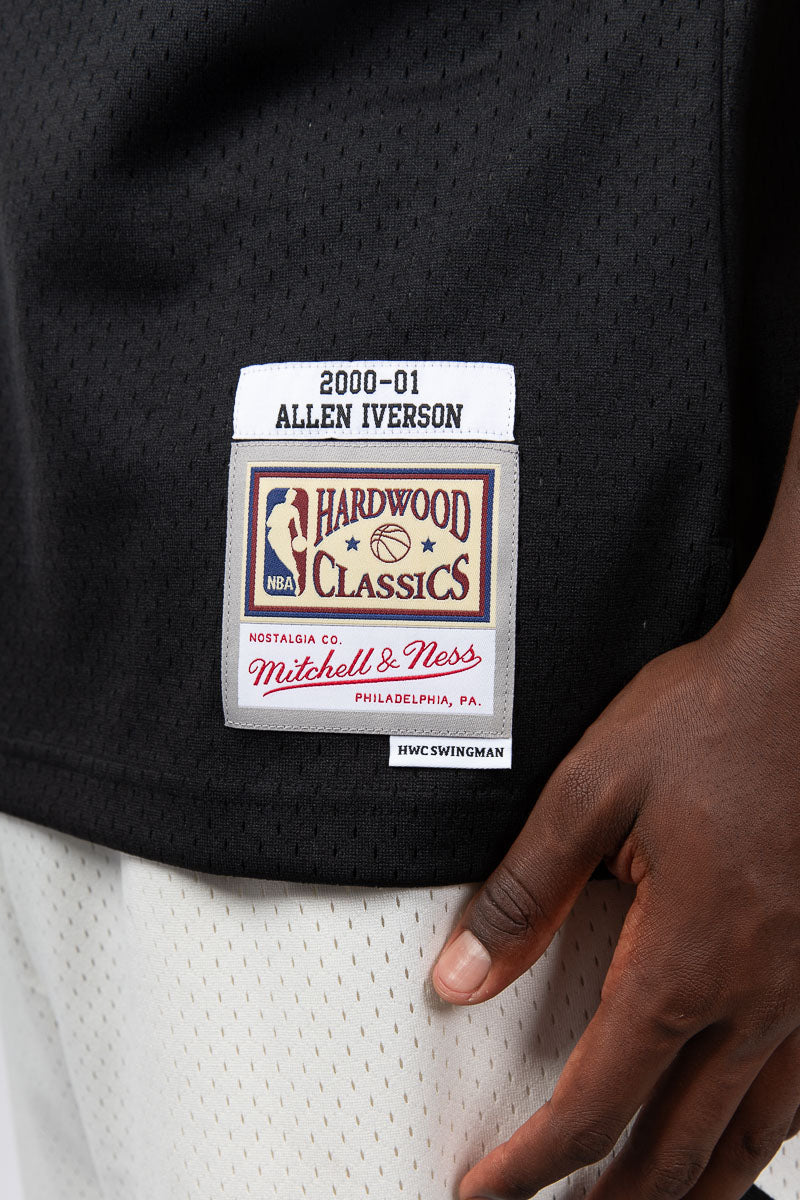 2000-01
ALLEN IVERSON
HARDWOOD
CLASSICS
NBA
NOSTALGIA CO.
Mitchell & Ness
PHILADELPHIA, PA.
HWC SWINGMAN